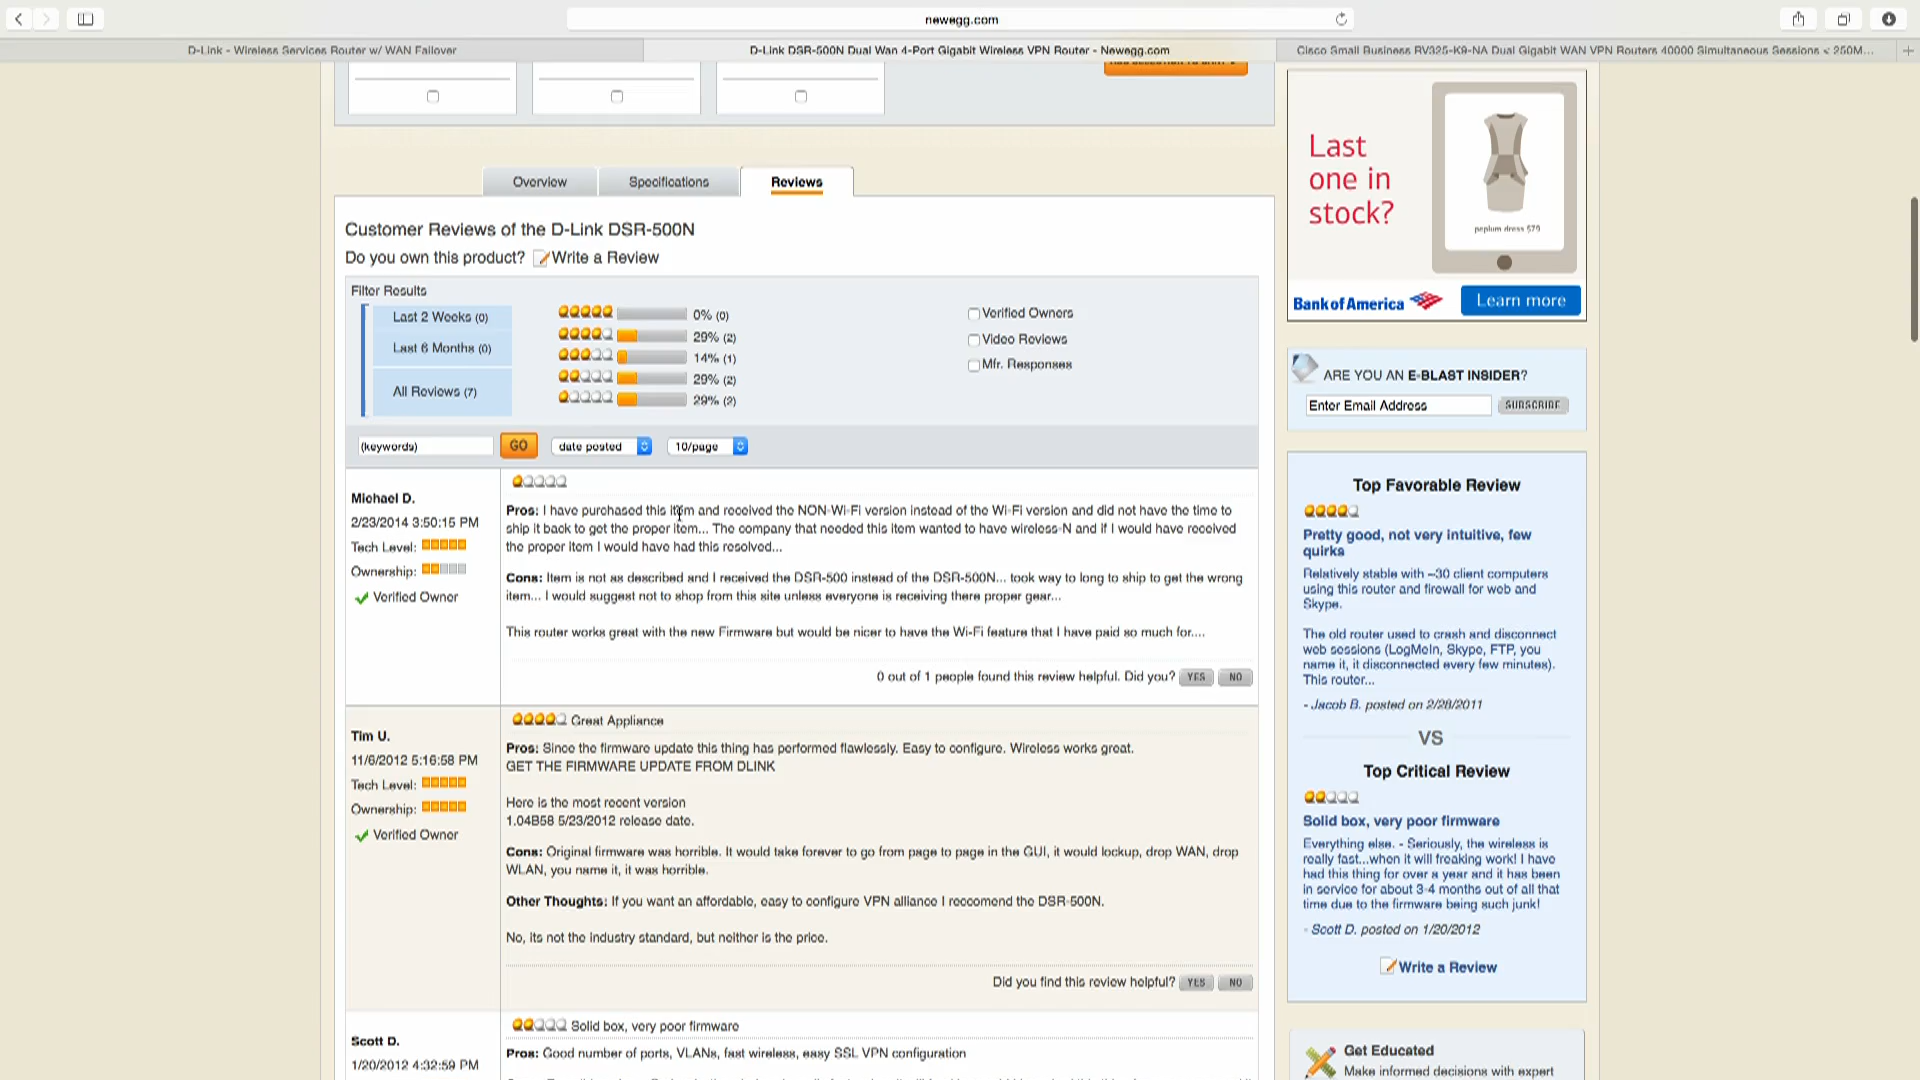 newegg.com
D-Link - Wireless Services Router w/ WAN Failover
D-Link DSR-500N Dual Wan 4-Port Gigabit Wireless VPN Router - Newegg.com
Cisco Small Business RV325-K9-NA Dual Gigabit WAN VPN Routers 40000 Simultaneous Sessions < 250M...
Overview
Specifications
Reviews
Customer Reviews of the D-Link DSR-500N
Do you own this product? Write a Review
Filter Results
Last 2 Weeks (0)
Last 6 Months (0)
All Reviews (7)
0% (0)
29% (2)
14% (1)
29% (2)
29% (2)
Verified Owners
Video Reviews
Mfr. Responses
(keywords)
GO
date posted
10/page
Michael D.
2/23/2014 3:50:15 PM
Tech Level:
Ownership:
Verified Owner
Pros: I have purchased this item and received the NON-Wi-Fi version instead of the Wi-Fi version and did not have the time to
ship it back to get the proper item... The company that needed this item wanted to have wireless-N and if I would have received
the proper item I would have had this resolved...
Cons: Item is not as described and I received the DSR-500 instead of the DSR-500N... took way to long to ship to get the wrong
item... I would suggest not to shop from this site unless everyone is receiving there proper gear...
This router works great with the new Firmware but would be nicer to have the Wi-Fi feature that I have paid so much for....
0 out of 1 people found this review helpful. Did you? YES NO
Tim U.
11/6/2012 5:16:58 PM
Tech Level:
Ownership:
Verified Owner
Great Appliance
Pros: Since the firmware update this thing has performed flawlessly. Easy to configure. Wireless works great.
GET THE FIRMWARE UPDATE FROM DLINK
Here is the most recent version
1.04B58 5/23/2012 release date.
Cons: Original firmware was horrible. It would take forever to go from page to page in the GUI, it would lockup, drop WAN, drop
WLAN, you name it, it was horrible.
Other Thoughts: If you want an affordable, easy to configure VPN alliance I reccomend the DSR-500N.
No, its not the industry standard, but neither is the price.
Did you find this review helpful? YES NO
Scott D.
1/20/2012 4:32:59 PM
Solid box, very poor firmware
Pros: Good number of ports, VLANs, fast wireless, easy SSL VPN configuration
Last
one in
stock?
peplum dress $79
Bank of America
Learn more
ARE YOU AN E-BLAST INSIDER?
Enter Email Address
SUBSCRIBE
Top Favorable Review
Pretty good, not very intuitive, few
quirks
Relatively stable with ~30 client computers
using this router and firewall for web and
Skype.
The old router used to crash and disconnect
web sessions (LogMeIn, Skype, FTP, you
name it, it disconnected every few minutes).
This router...
- Jacob B. posted on 2/28/2011
VS
Top Critical Review
Solid box, very poor firmware
Everything else. - Seriously, the wireless is
really fast...when it will freaking work! I have
had this thing for over a year and it has been
in service for about 3-4 months out of all that
time due to the firmware being such junk!
- Scott D. posted on 1/20/2012
Write a Review
Get Educated
Make informed decisions with expert